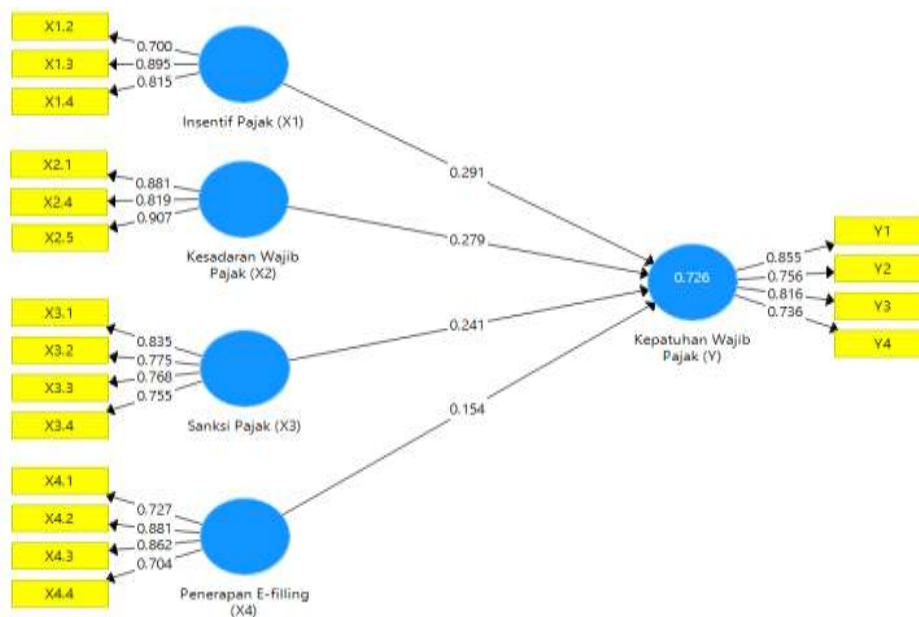 X1.2
0.700
X1.3
0.895
0.815
X1.4
Insentif Pajak (X1)
0.291
X2.1
0.881
X2.4
0.819
0.907
X2.5
Kesadaran Wajib
Pajak (X2)
0.279
X3.1
0.835
X3.2
0.775
0.768
X3.3
0.755
X3.4
Sanksi Pajak (X3)
0.241
X4.1
0.727
X4.2
0.881
0.862
X4.3
0.704
X4.4
Penerapan E-filling
(X4)
0.154
0.726
Kepatuhan Wajib
Pajak (Y)
0.855
Y1
0.756
Y2
0.816
Y3
0.736
Y4